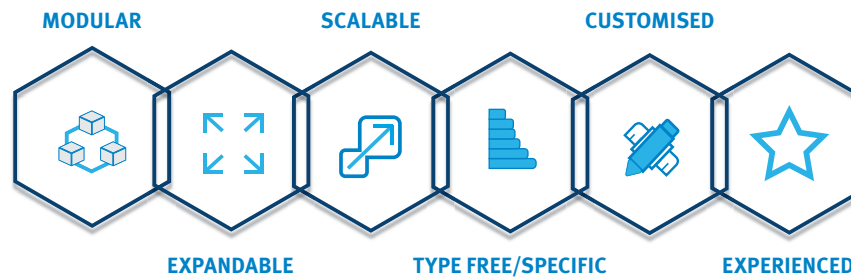 MODULAR
SCALABLE
CUSTOMISED
EXPANDABLE
TYPE FREE/SPECIFIC
EXPERIENCED